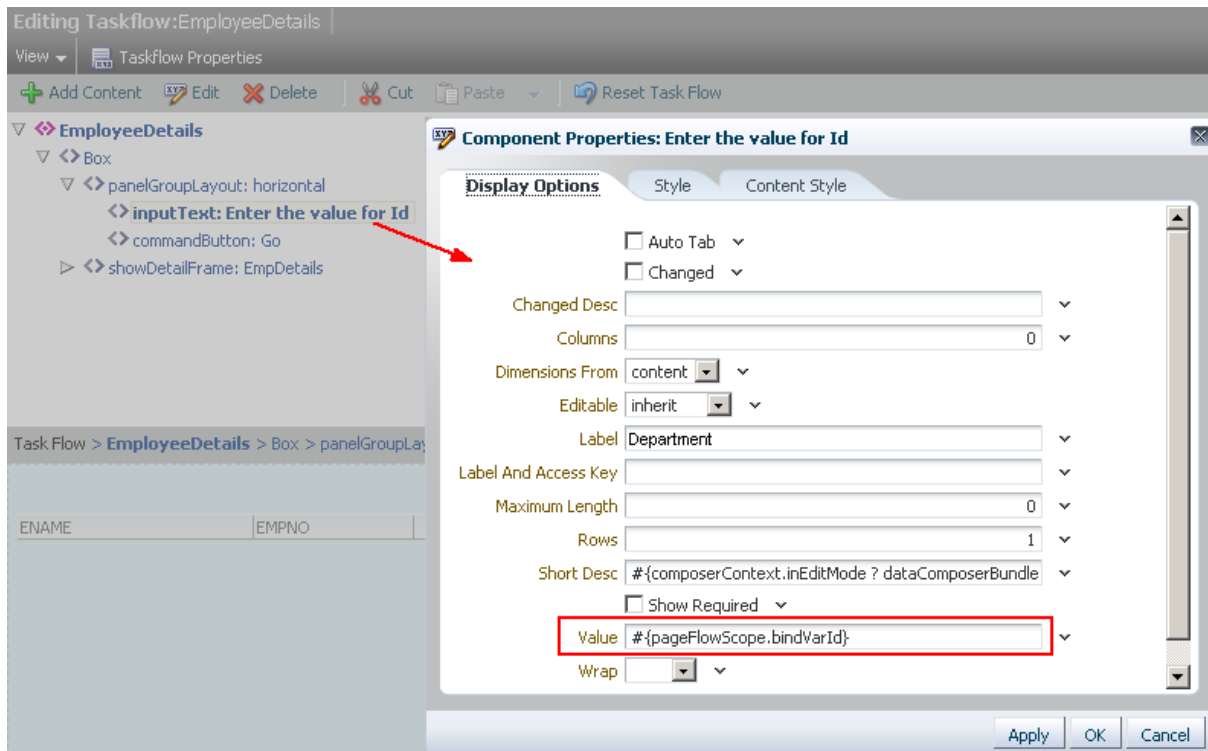 Editing Taskflow:EmployeeDetails
View
Taskflow Properties
Add Content Edit Delete Cut Paste Reset Task Flow
EmployeeDetails
Box
panelGroupLayout: horizontal
inputText: Enter the value for Id
commandButton: Go
showDetailFrame: EmpDetails
Task Flow > EmployeeDetails > Box > panelGroupLay
ENAME EMPNO
Component Properties: Enter the value for Id
Display Options Style Content Style
Auto Tab
Changed
Changed Desc
Columns 0
Dimensions From content
Editable inherit
Label Department
Label And Access Key
Maximum Length 0
Rows 1
Short Desc #{composerContext.inEditMode ? dataComposerBundle
Show Required
Value #{pageFlowScope.bindVarId}
Wrap
Apply OK Cancel